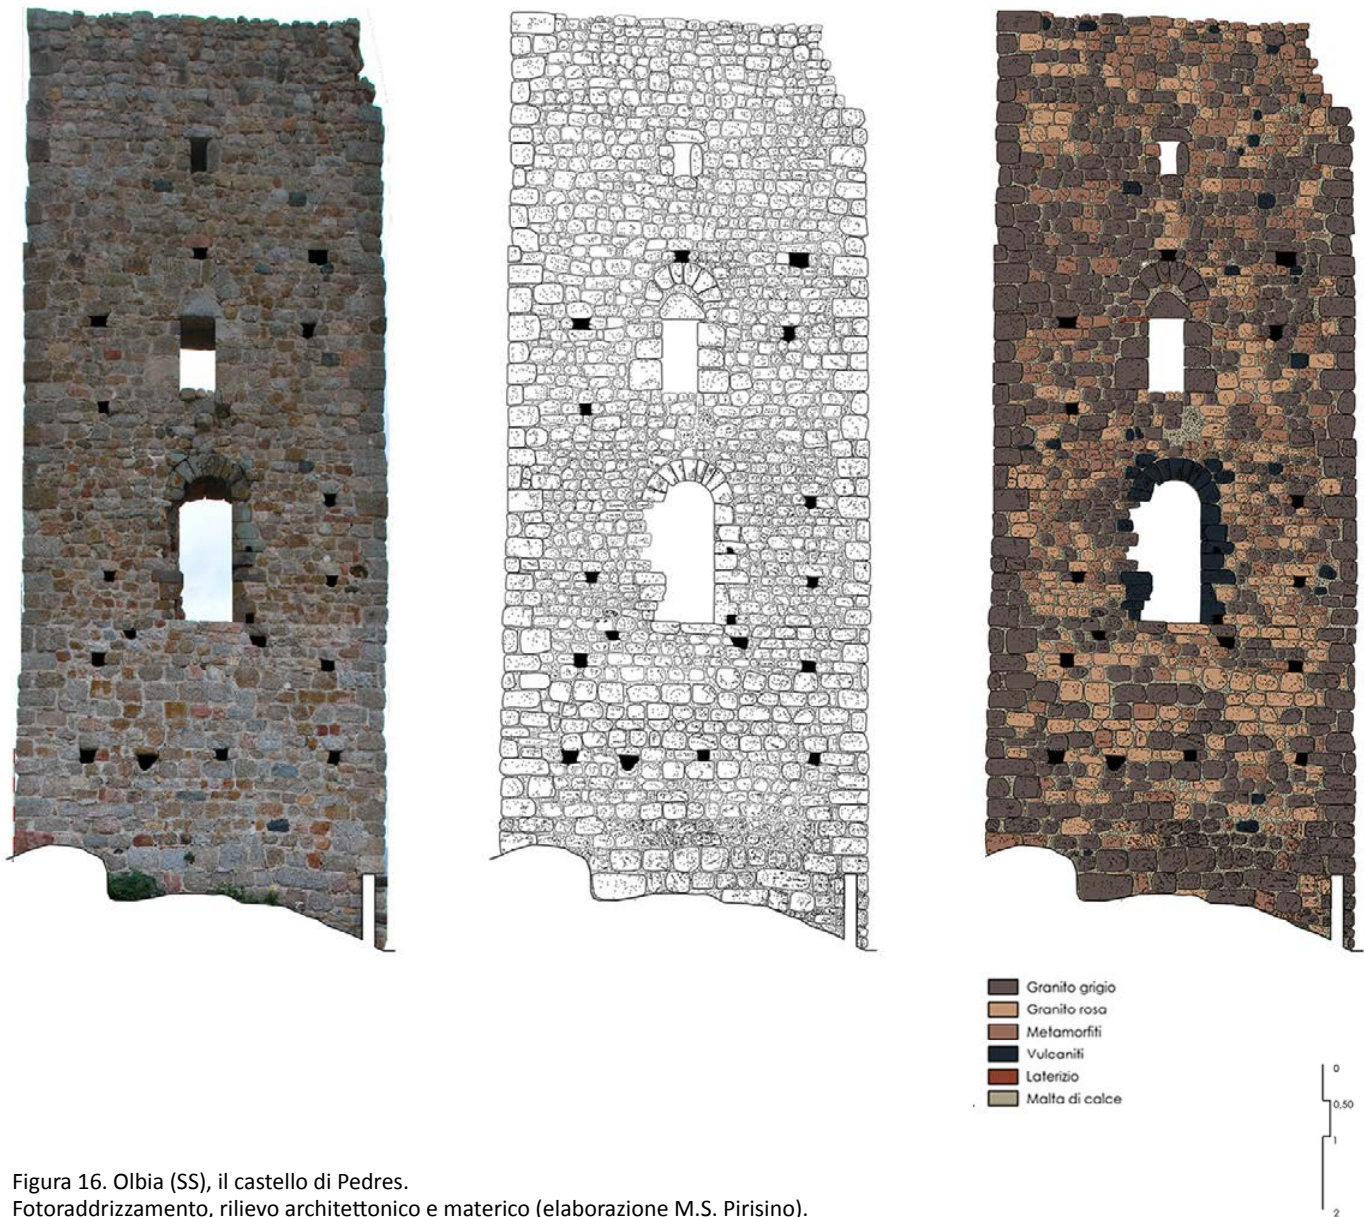 Granito grigio
Granito rosa
Metamorfiti
Vulcaniti
Laterizio
Malta di calce
0
0,50
1
2
Figura 16. Olbia (SS), il castello di Pedres.
Fotoraddrizzamento, rilievo architettonico e materico (elaborazione M.S. Pirisino).